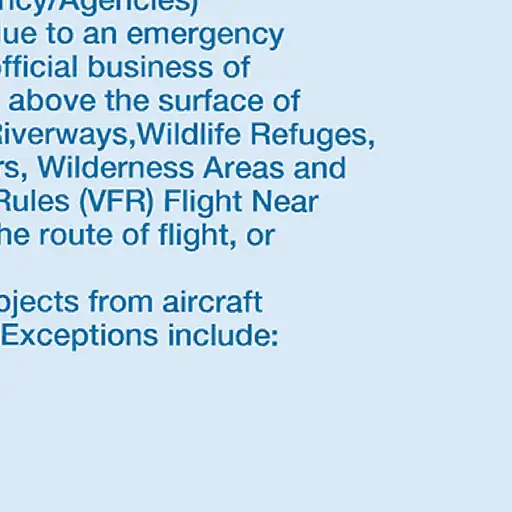 ncy/Agencies)
due to an emergency
official business of
above the surface of
Riverways,Wildlife Refuges,
rs, Wilderness Areas and
Rules (VFR) Flight Near
he route of flight, or
ojects from aircraft
Exceptions include: